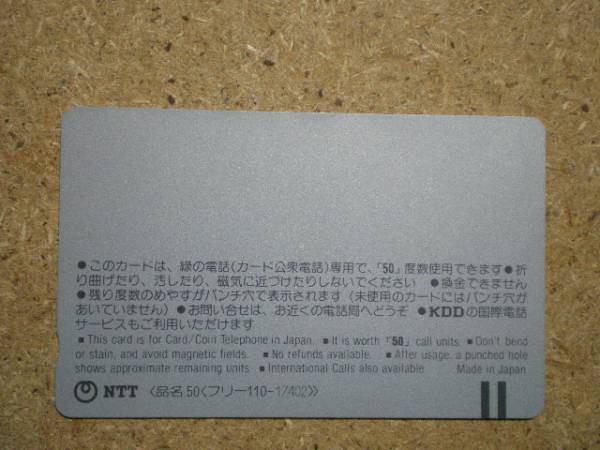 ●このカードは、緑の電話(カード公衆電話)専用で、「50」度数使用できます●折
り曲げたり、汚したり、磁気に近づけたりしないでください ●換金できません
●残り度数のめやすがパンチ穴で表示されます(未使用のカードにはパンチ穴が
あいていません)●お問い合せは、お近くの電話局へどうぞ ●KDDの国際電話
サービスもご利用いただけます
■This card is for Card/Coin Telephone in Japan. ■It is worth「50」call units. ■Don't bend
or stain, and avoid magnetic fields. ■No refunds available. ■After usage, a punched hole
shows approximate remaining units. ■International Calls also available. Made in Japan
NTT 〈品名 50〈フリー110-17402〉〉